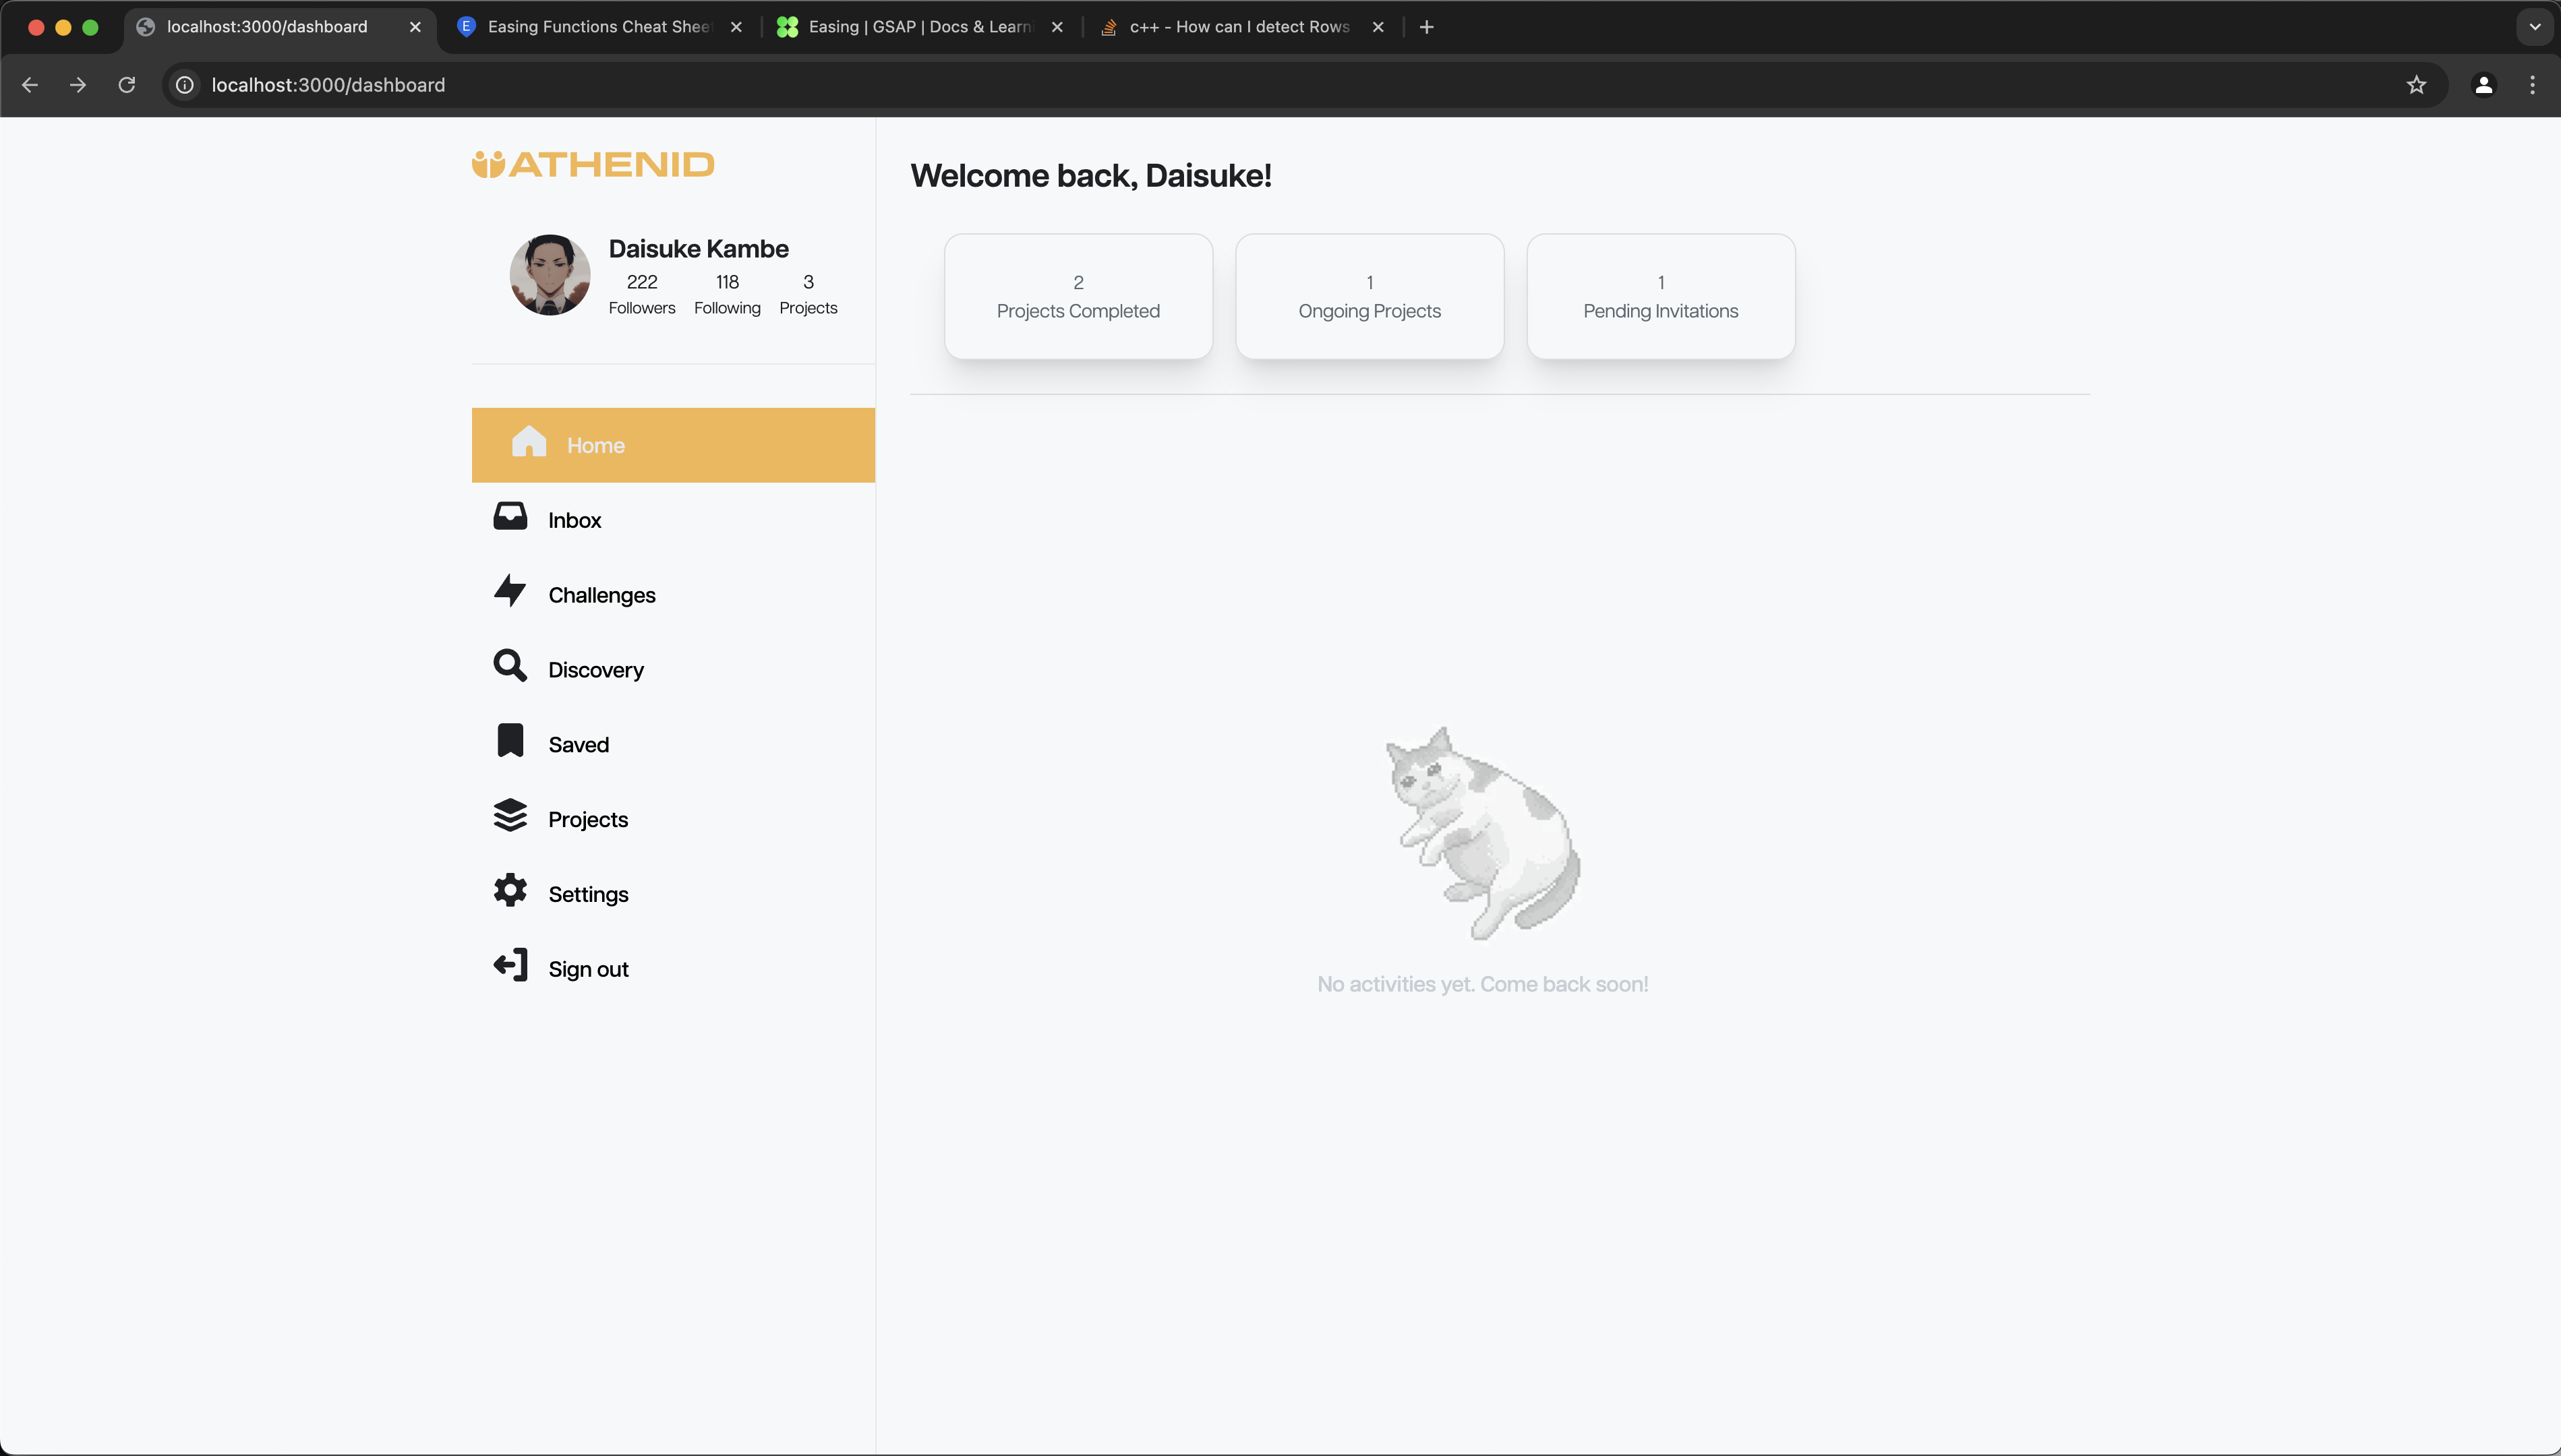 localhost:3000/dashboard
Easing Functions Cheat Shee
Easing | GSAP | Docs & Learn
c++ - How can I detect Rows
localhost:3000/dashboard
ATHENID
Daisuke Kambe
222 118 3
Followers Following Projects
Home
Inbox
Challenges
Discovery
Saved
Projects
Settings
Sign out
Welcome back, Daisuke!
2
Projects Completed
1
Ongoing Projects
1
Pending Invitations
No activities yet. Come back soon!